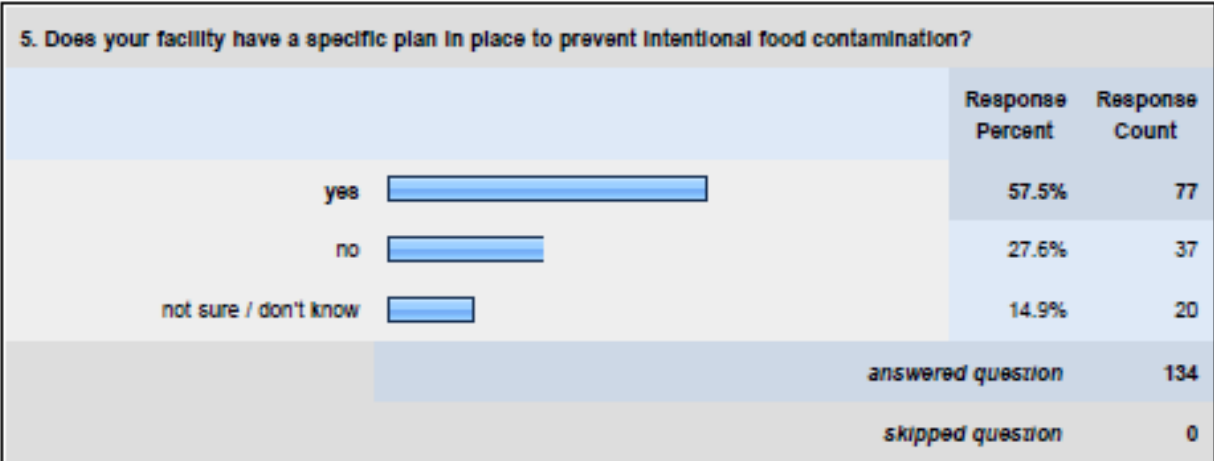 5. Does your facility have a specific plan in place to prevent intentional food contamination?
Response Percent Response Count
yes 57.5% 77
no 27.6% 37
not sure / don't know 14.9% 20
answered question 134
skipped question 0